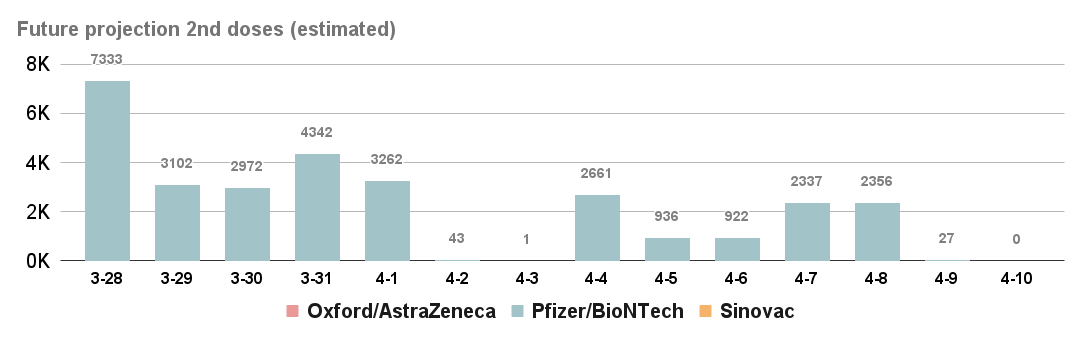 Future projection 2nd doses (estimated)
8K
7333
6K
4342
4K
3102
2972
3262
2661
2337
2356
2K
936
922
43
1
27
0
0K
3-28 3-29 3-30 3-31 4-1 4-2 4-3 4-4 4-5 4-6 4-7 4-8 4-9 4-10
Oxford/AstraZeneca Pfizer/BioNTech Sinovac